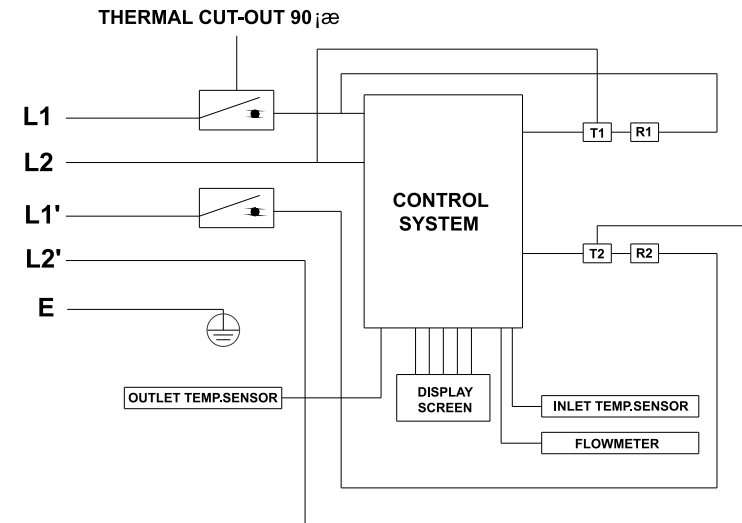 THERMAL CUT-OUT 90¡æ
L1
T1
R1
L2
L1'
CONTROL
SYSTEM
L2'
T2
R2
E
OUTLET TEMP.SENSOR
DISPLAY
SCREEN
INLET TEMP.SENSOR
FLOWMETER